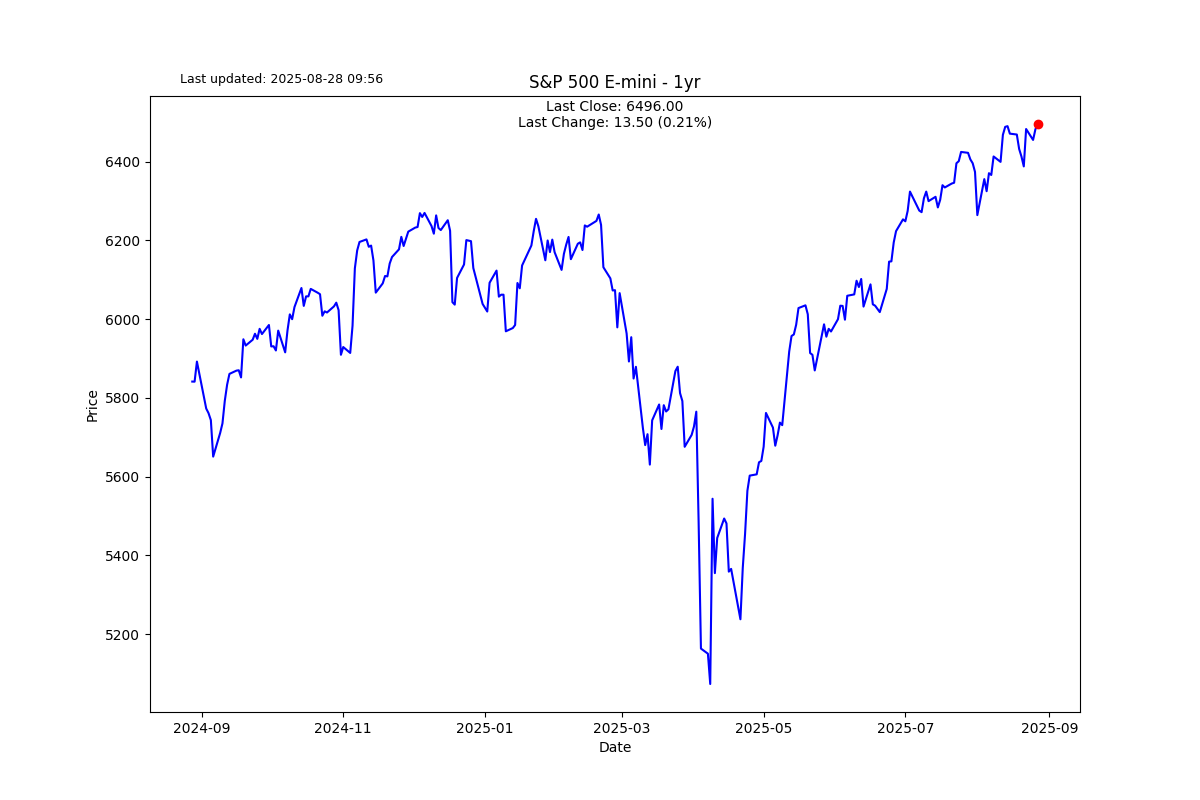 Last updated: 2025-08-28 09:56
S&P 500 E-mini - 1yr
Last Close: 6496.00
Last Change: 13.50 (0.21%)
6400
6200
6000
5800
5600
5400
5200
Price
2024-09
2024-11
2025-01
2025-03
2025-05
2025-07
2025-09
Date